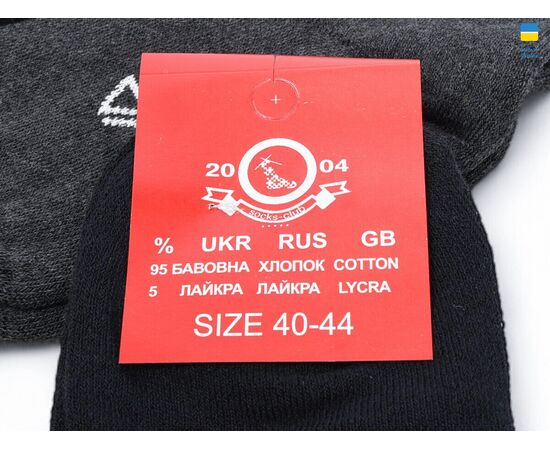 20 04
socks-club
% UKR RUS GB
95 БАВОВНА ХЛОПОК COTTON
5 ЛАЙКРА ЛАЙКРА LYCRA
SIZE 40-44